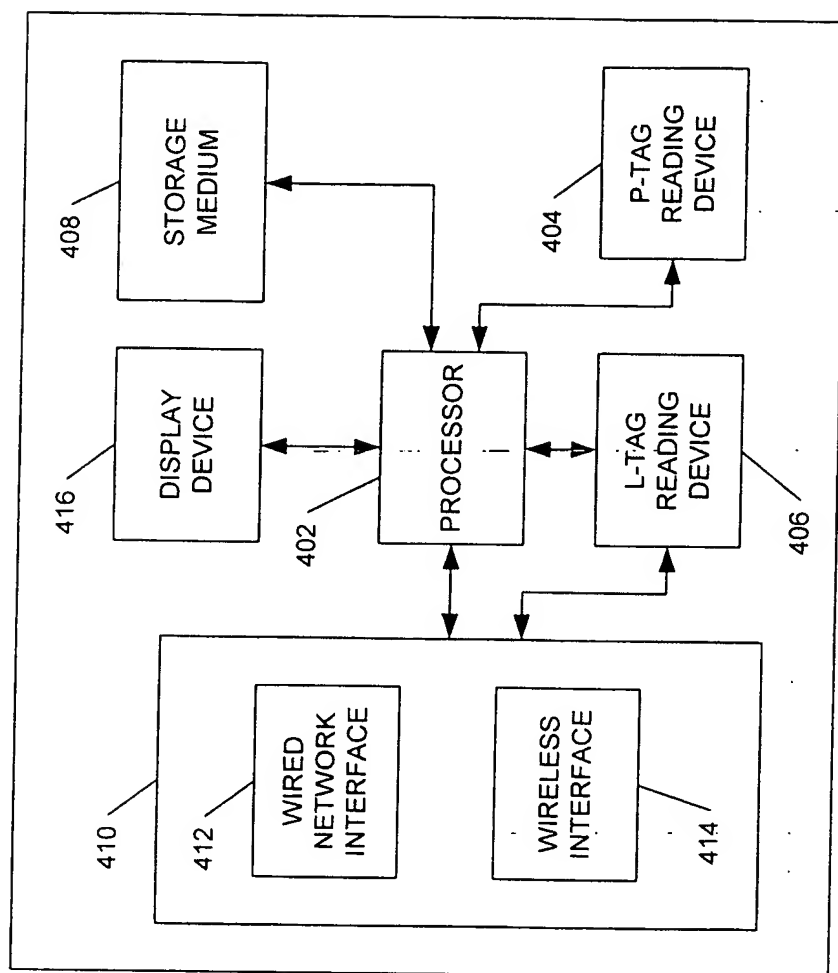 408
STORAGE
MEDIUM
404
P-TAG
READING
DEVICE
416
DISPLAY
DEVICE
402
PROCESSOR
L-TAG
READING
DEVICE
406
410
412
WIRED
NETWORK
INTERFACE
WIRELESS
INTERFACE
414